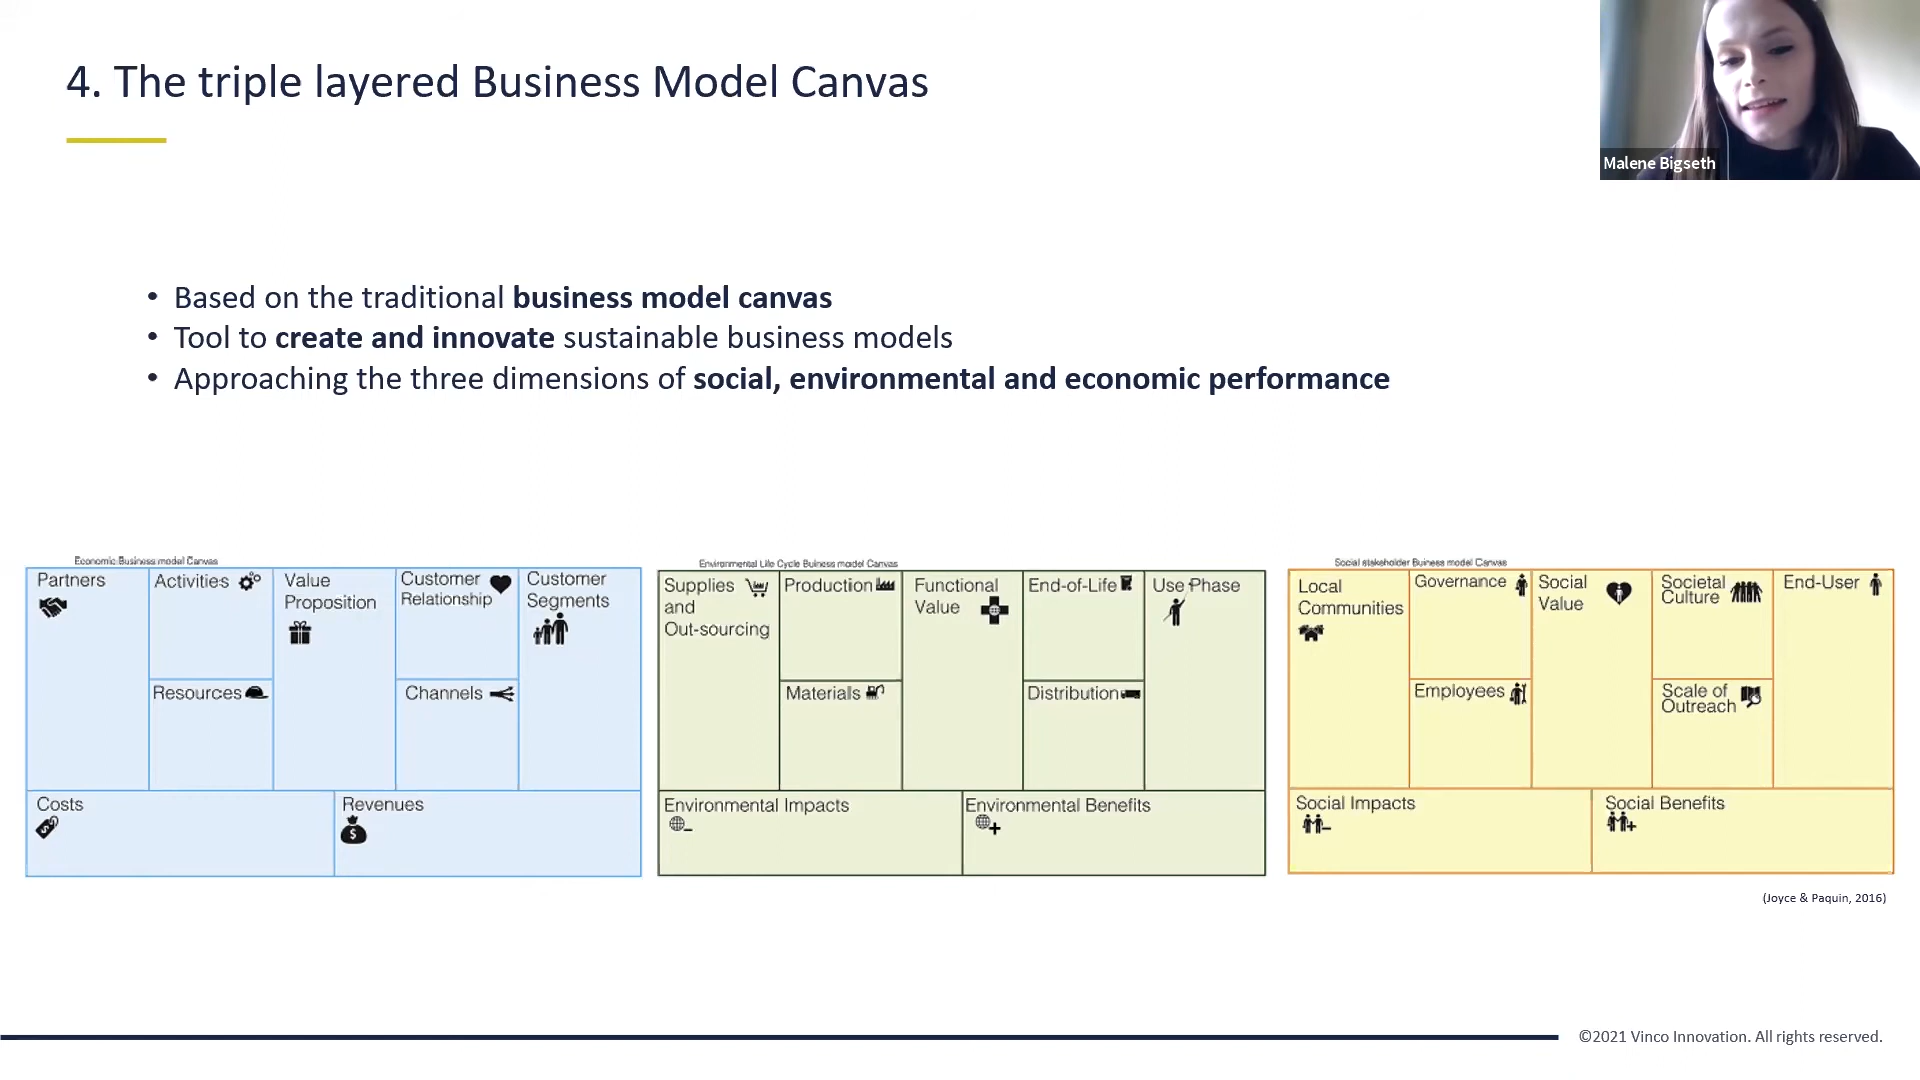 4. The triple layered Business Model Canvas
Malene Bigseth
• Based on the traditional business model canvas
• Tool to create and innovate sustainable business models
• Approaching the three dimensions of social, environmental and economic performance
Economic Business model Canvas
Partners
Activities
Value
Proposition
Customer
Relationship
Customer
Segments
Resources
Channels
Costs
Revenues
$
Environmental Life Cycle Buiness model Canvas
Supplies
and
Out-sourcing
Production
Functional
Value
End-of-Life
Use Phase
Materials
Distribution
Environmental Impacts
Environmental Benefits
Social stakeholder Buiness model Canvas
Local
Communities
Governance
Social
Value
Societal
Culture
End-User
Employees
Scale of
Outreach
Social Impacts
Social Benefits
(Joyce & Paquin, 2016)
©2021 Vinco Innovation. All rights reserved.